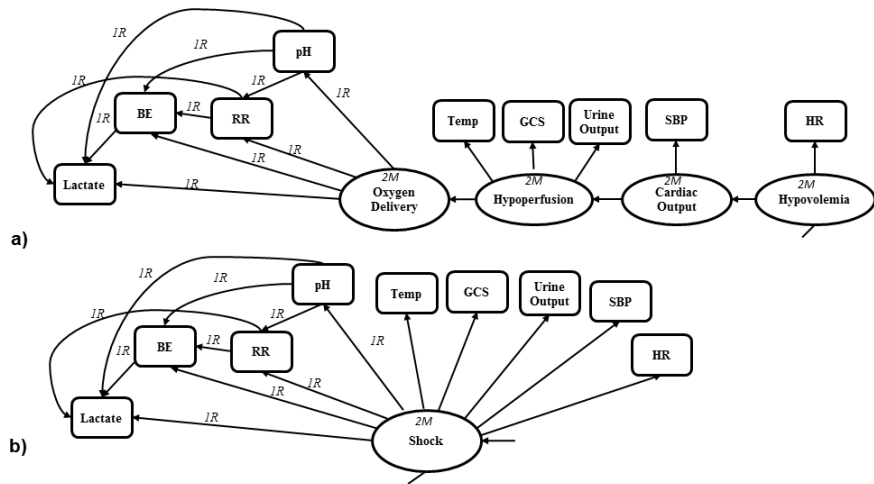 1R
pH
1R
1R
1R
1R
BE
1R
RR
1R
1R
1R
Lactate
1R
2M
Oxygen
Delivery
Temp
GCS
Urine
Output
SBP
HR
2M
Hypoperfusion
2M
Cardiac
Output
2M
Hypovolemia
a)
1R
pH
1R
1R
1R
1R
BE
1R
RR
1R
1R
1R
Lactate
1R
Temp
GCS
Urine
Output
SBP
HR
2M
Shock
b)